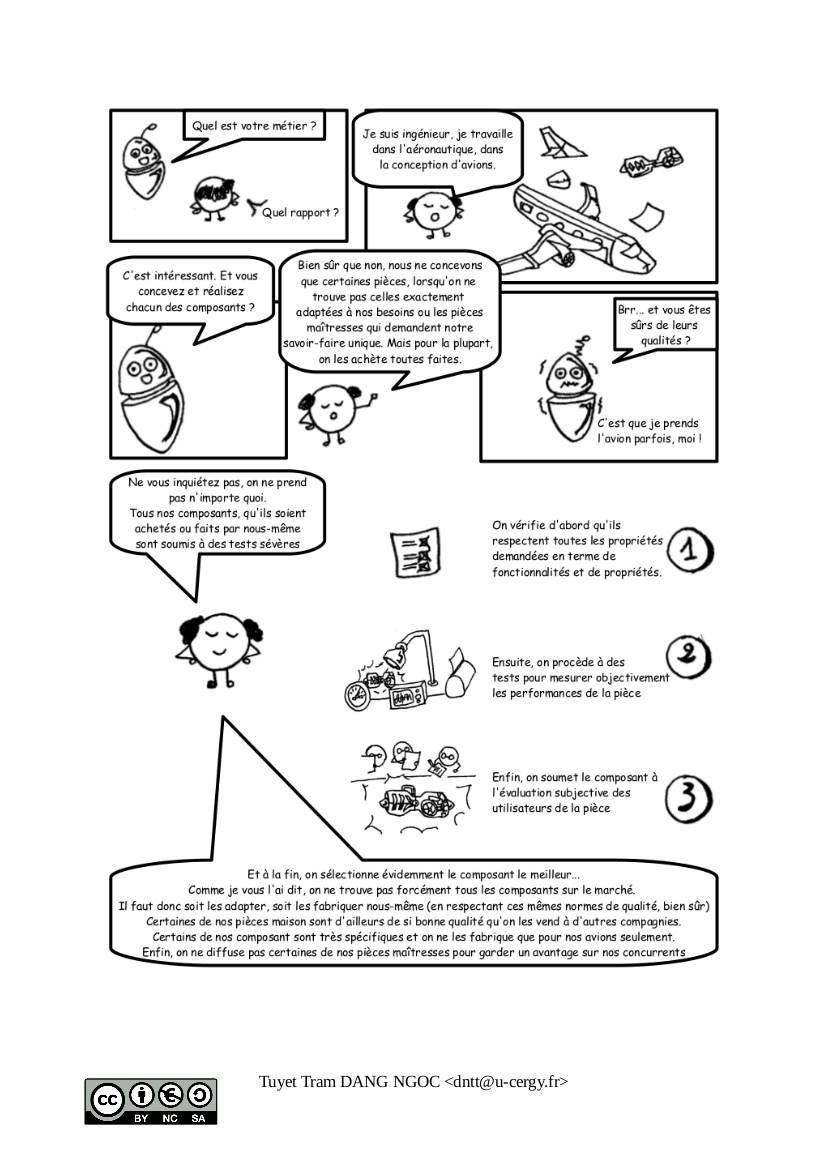 Quel est votre métier ?
Quel rapport ?
Je suis ingénieur, je travaille
dans l'aéronautique, dans
la conception d'avions.
C'est intéressant. Et vous
concevez et réalisez
chacun des composants ?
Bien sûr que non, nous ne concevons
que certaines pièces, lorsqu'on ne
trouve pas celles exactement
adaptées à nos besoins ou les pièces
maîtresses qui demandent notre
savoir-faire unique. Mais pour la plupart,
on les achète toutes faites.
Brr... et vous êtes
sûrs de leurs
qualités ?
C'est que je prends
l'avion parfois, moi !
Ne vous inquiétez pas, on ne prend
pas n'importe quoi.
Tous nos composants, qu'ils soient
achetés ou faits par nous-même
sont soumis à des tests sévères
On vérifie d'abord qu'ils
respectent toutes les propriétés
demandées en terme de
fonctionnalités et de propriétés.
1
Ensuite, on procède à des
tests pour mesurer objectivement
les performances de la pièce
2
Enfin, on soumet le composant à
l'évaluation subjective des
utilisateurs de la pièce
3
Et à la fin, on sélectionne évidemment le composant le meilleur...
Comme je vous l'ai dit, on ne trouve pas forcément tous les composants sur le marché.
Il faut donc soit les adapter, soit les fabriquer nous-même (en respectant ces mêmes normes de qualité, bien sûr)
Certaines de nos pièces maison sont d'ailleurs de si bonne qualité qu'on les vend à d'autres compagnies.
Certains de nos composant sont très spécifiques et on ne les fabrique que pour nos avions seulement.
Enfin, on ne diffuse pas certaines de nos pièces maîtresses pour garder un avantage sur nos concurrents
Tuyet Tram DANG NGOC <dntt@u-cergy.fr>
cc
BY NC SA